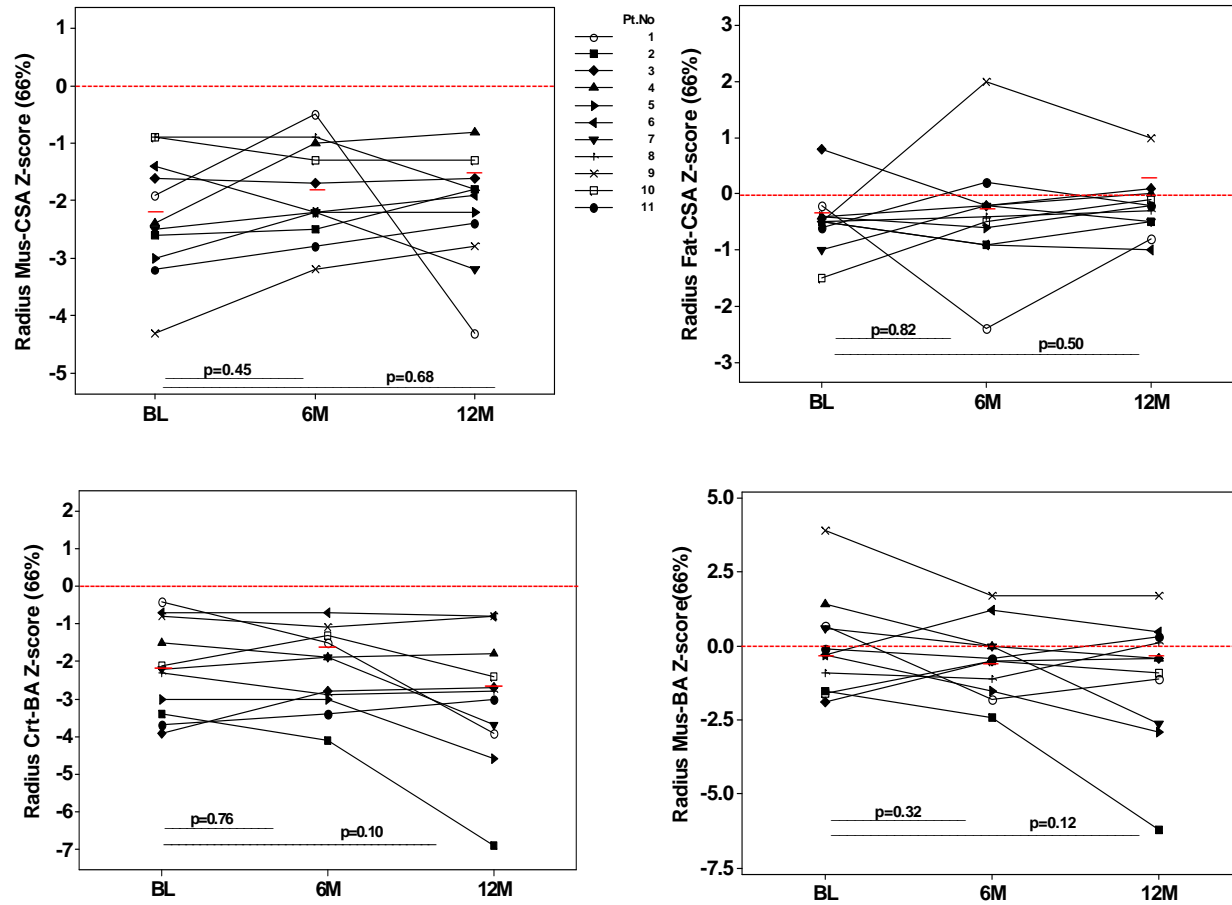 Radius Mus-CSA Z-score (66%)
1
0
-1
-2
-3
-4
-5
p=0.45
p=0.68
BL 6M 12M
Pt.No
1
2
3
4
5
6
7
8
9
10
11
Radius Fat-CSA Z-score (66%)
3
2
1
0
-1
-2
-3
p=0.82
p=0.50
BL 6M 12M
Radius Crt-BA Z-score (66%)
2
1
0
-1
-2
-3
-4
-5
-6
-7
p=0.76
p=0.10
BL 6M 12M
Radius Mus-BA Z-score(66%)
5.0
2.5
0.0
-2.5
-5.0
-7.5
p=0.32
p=0.12
BL 6M 12M